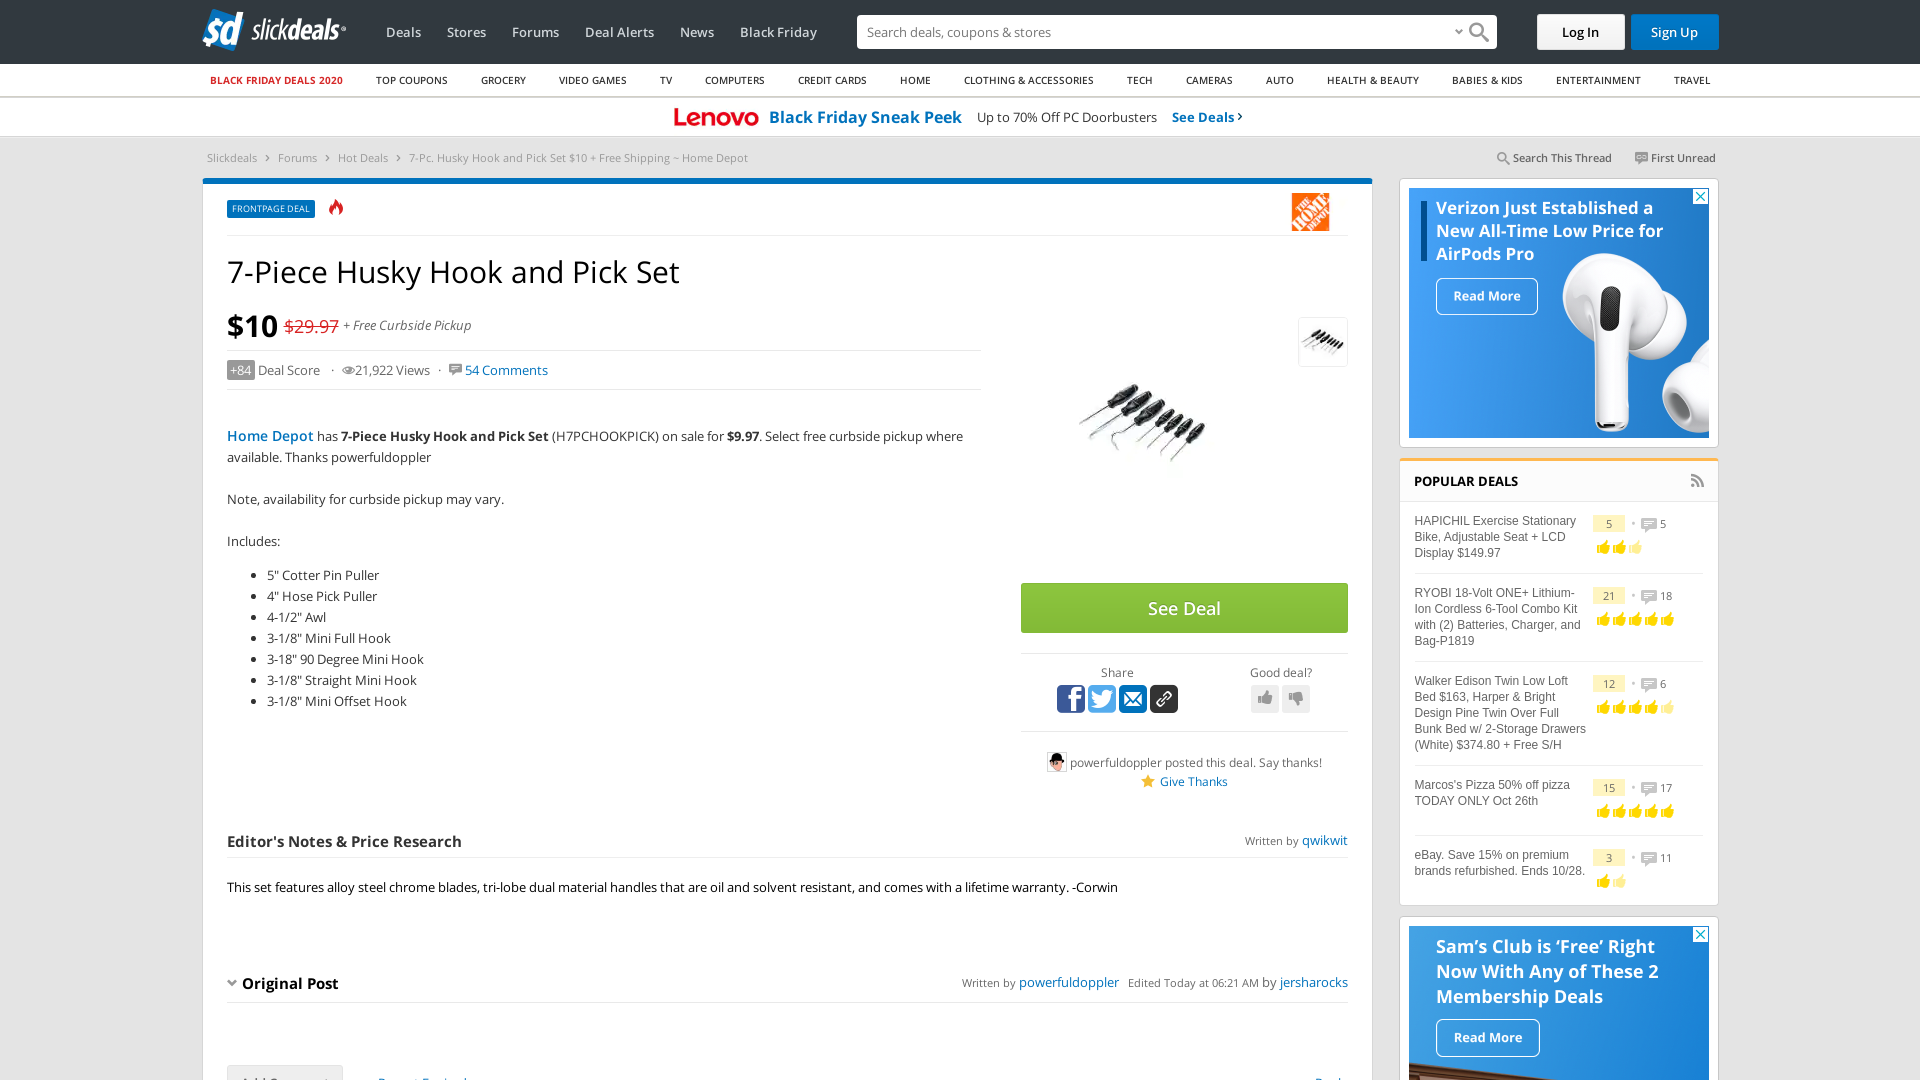 sd slickdeals
Deals Stores Forums Deal Alerts News Black Friday
Search deals, coupons & stores
Log In
Sign Up
BLACK FRIDAY DEALS 2020 TOP COUPONS GROCERY VIDEO GAMES TV COMPUTERS CREDIT CARDS HOME CLOTHING & ACCESSORIES TECH CAMERAS AUTO HEALTH & BEAUTY BABIES & KIDS ENTERTAINMENT TRAVEL
Lenovo Black Friday Sneak Peek Up to 70% Off PC Doorbusters See Deals ›
Slickdeals › Forums › Hot Deals › 7-Pc. Husky Hook and Pick Set $10 + Free Shipping ~ Home Depot
Search This Thread First Unread
FRONTPAGE DEAL
THE HOME DEPOT
7-Piece Husky Hook and Pick Set
$10 $29.97 + Free Curbside Pickup
+84 Deal Score · 21,922 Views · 54 Comments
Home Depot has 7-Piece Husky Hook and Pick Set (H7PCHOOKPICK) on sale for $9.97. Select free curbside pickup where
available. Thanks powerfuldoppler
Note, availability for curbside pickup may vary.
Includes:
• 5" Cotter Pin Puller
• 4" Hose Pick Puller
• 4-1/2" Awl
• 3-1/8" Mini Full Hook
• 3-18" 90 Degree Mini Hook
• 3-1/8" Straight Mini Hook
• 3-1/8" Mini Offset Hook
See Deal
Share
Good deal?
powerfuldoppler posted this deal. Say thanks!
Give Thanks
Editor's Notes & Price Research
Written by qwikwit
This set features alloy steel chrome blades, tri-lobe dual material handles that are oil and solvent resistant, and comes with a lifetime warranty. -Corwin
Original Post
Written by powerfuldoppler Edited Today at 06:21 AM by jersharocks
Verizon Just Established a
New All-Time Low Price for
AirPods Pro
Read More
POPULAR DEALS
HAPICHIL Exercise Stationary
Bike, Adjustable Seat + LCD
Display $149.97
5 • 5
RYOBI 18-Volt ONE+ Lithium-
Ion Cordless 6-Tool Combo Kit
with (2) Batteries, Charger, and
Bag-P1819
21 • 18
Walker Edison Twin Low Loft
Bed $163, Harper & Bright
Design Pine Twin Over Full
Bunk Bed w/ 2-Storage Drawers
(White) $374.80 + Free S/H
12 • 6
Marcos's Pizza 50% off pizza
TODAY ONLY Oct 26th
15 • 17
eBay. Save 15% on premium
brands refurbished. Ends 10/28.
3 • 11
Sam's Club is ‘Free’ Right
Now With Any of These 2
Membership Deals
Read More